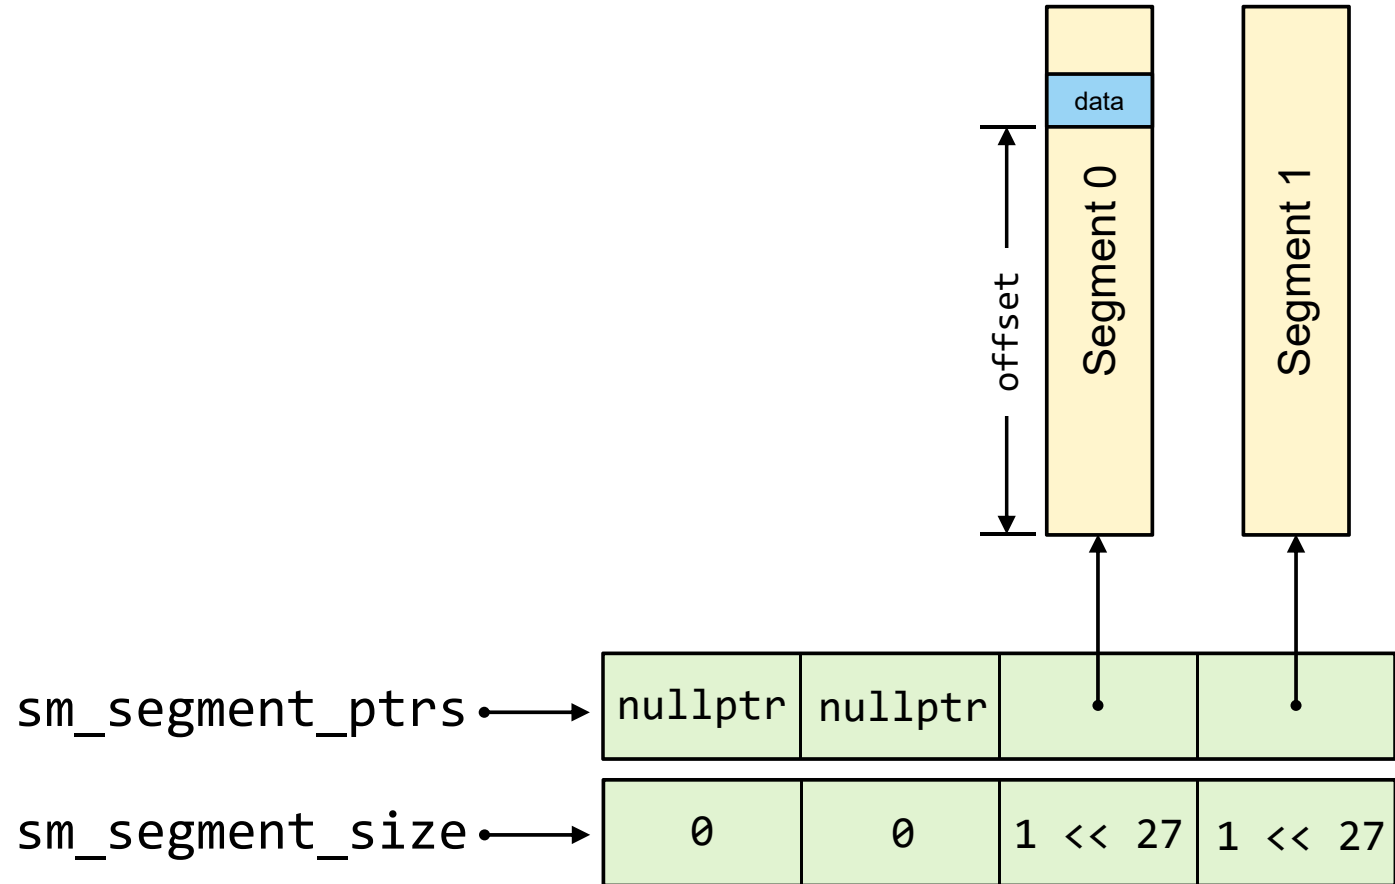 data
Segment 0
Segment 1
offset
sm_segment_ptrs
nullptr
nullptr
sm_segment_size
0
0
1 << 27
1 << 27